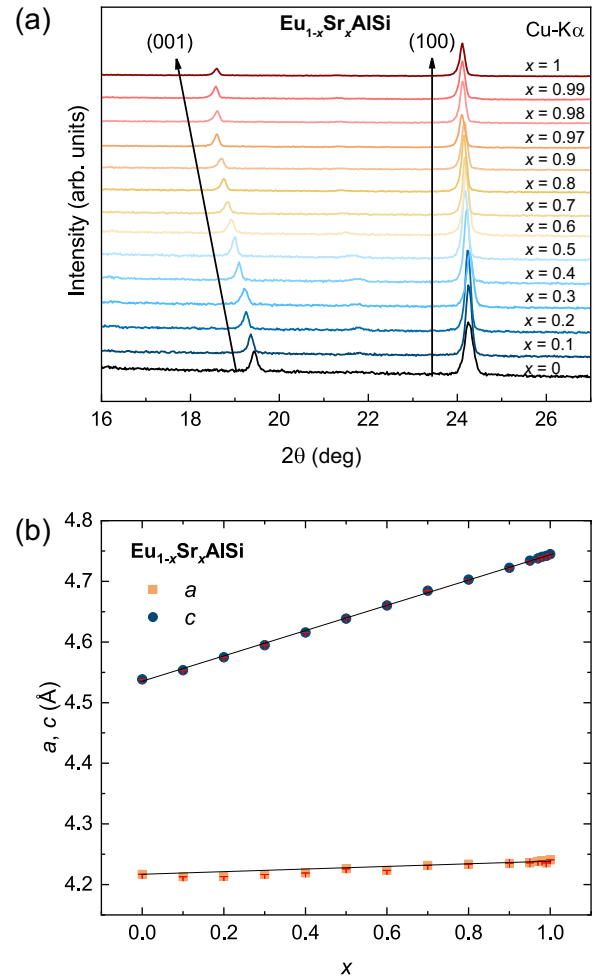 (a)
Eu1-xSrxAlSi
Cu-Kα
(001)
(100)
x = 1
x = 0.99
x = 0.98
x = 0.97
x = 0.9
x = 0.8
x = 0.7
x = 0.6
x = 0.5
x = 0.4
x = 0.3
x = 0.2
x = 0.1
x = 0
Intensity (arb. units)
16 18 20 22 24 26
2θ (deg)
(b)
4.8
Eu1-xSrxAlSi
a
c
4.7
4.6
4.5
4.4
4.3
4.2
a, c (Å)
0.0 0.2 0.4 0.6 0.8 1.0
x